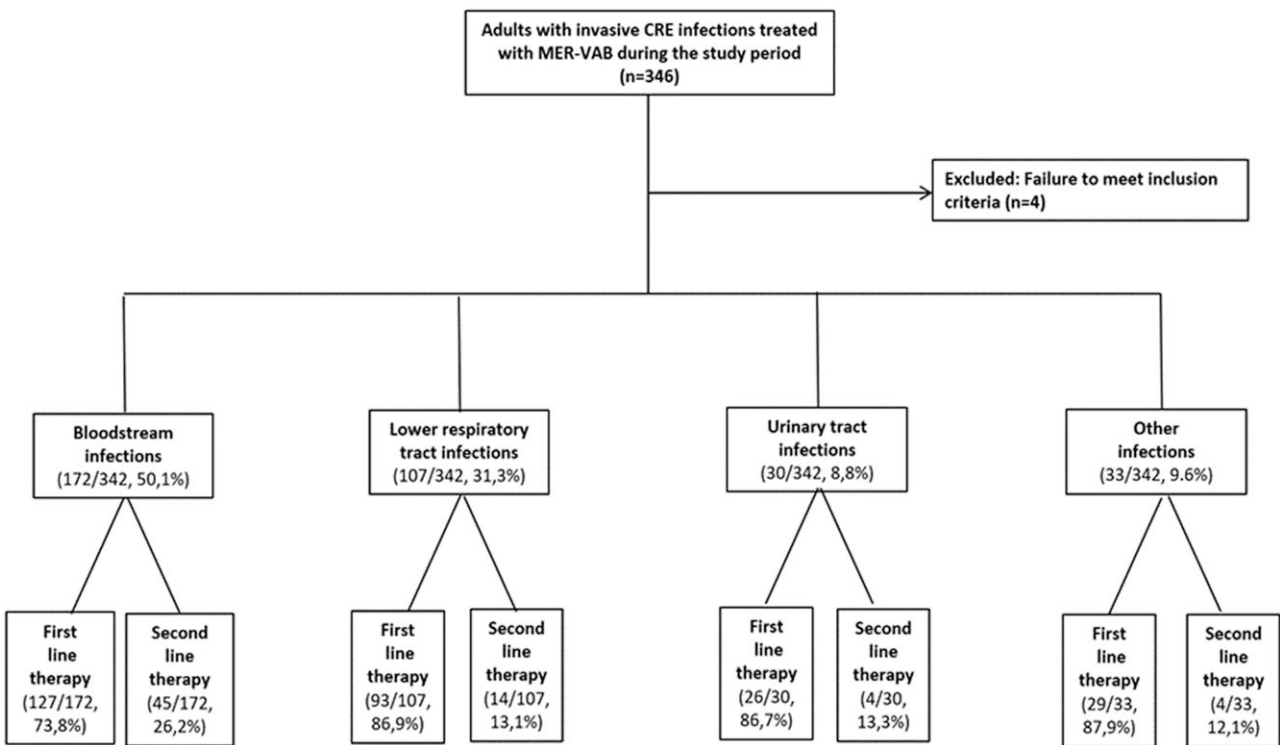 Adults with invasive CRE infections treated
with MER-VAB during the study period
(n=346)
Excluded: Failure to meet inclusion
criteria (n=4)
Bloodstream
infections
(172/342, 50,1%)
Lower respiratory
tract infections
(107/342, 31,3%)
Urinary tract
infections
(30/342, 8,8%)
Other
infections
(33/342, 9.6%)
First
line
therapy
(127/172,
73,8%)
Second
line
therapy
(45/172,
26,2%)
First
line
therapy
(93/107,
86,9%)
Second
line
therapy
(14/107,
13,1%)
First
line
therapy
(26/30,
86,7%)
Second
line
therapy
(4/30,
13,3%)
First
line
therapy
(29/33,
87,9%)
Second
line
therapy
(4/33,
12,1%)